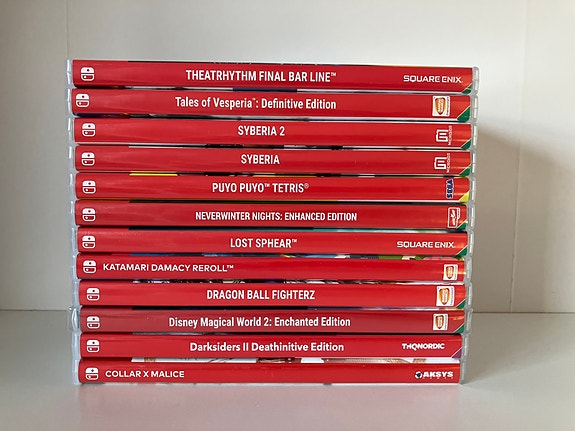 THEATRHYTHM FINAL BAR LINE™ SQUARE ENIX
Tales of Vesperia™: Definitive Edition
SYBERIA 2
SYBERIA
PUYO PUYO™ TETRIS® SEGA
NEVERWINTER NIGHTS: ENHANCED EDITION
LOST SPHEAR™ SQUARE ENIX
KATAMARI DAMACY REROLL™
DRAGON BALL FIGHTERZ
Disney Magical World 2: Enchanted Edition
Darksiders II Deathinitive Edition THQNORDIC
COLLAR X MALICE AKSYS